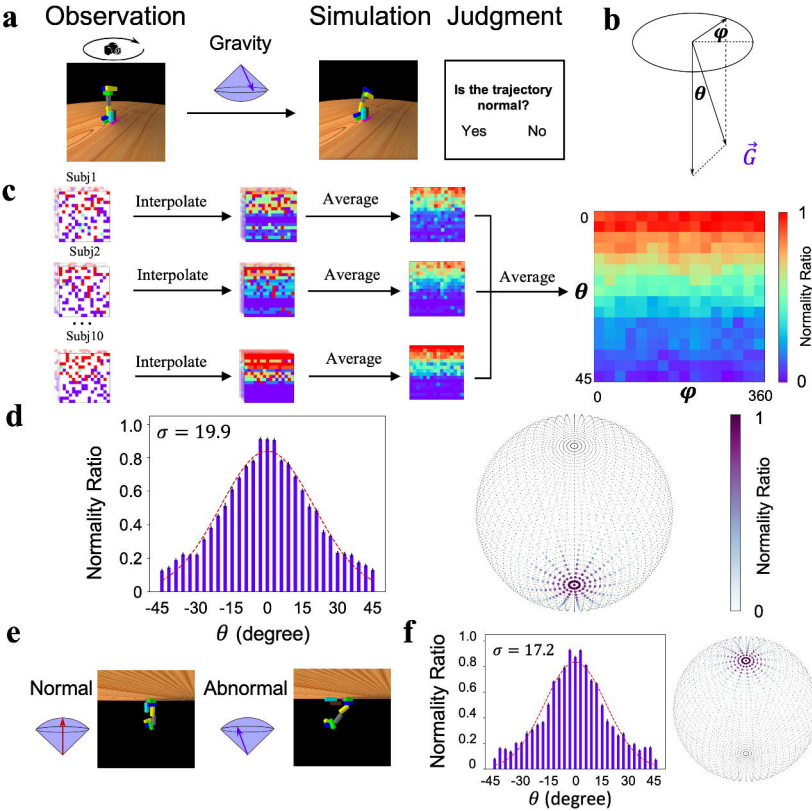 a
Observation
Simulation
Judgment
Gravity
Is the trajectory
normal?
Yes No
b
φ
θ
G
c
Subj1
Interpolate
Average
Subj2
Interpolate
Average
...
Subj10
Interpolate
Average
Average
0
θ
45
0
φ
360
1
0
Normality Ratio
d
σ = 19.9
Normality Ratio
1.0
0.8
0.6
0.4
0.2
0
-45 -30 -15 0 15 30 45
θ (degree)
1
0
Normality Ratio
e
Normal
Abnormal
f
σ = 17.2
Normality Ratio
1.0
0.8
0.6
0.4
0.2
0
-45 -30 -15 0 15 30 45
θ (degree)